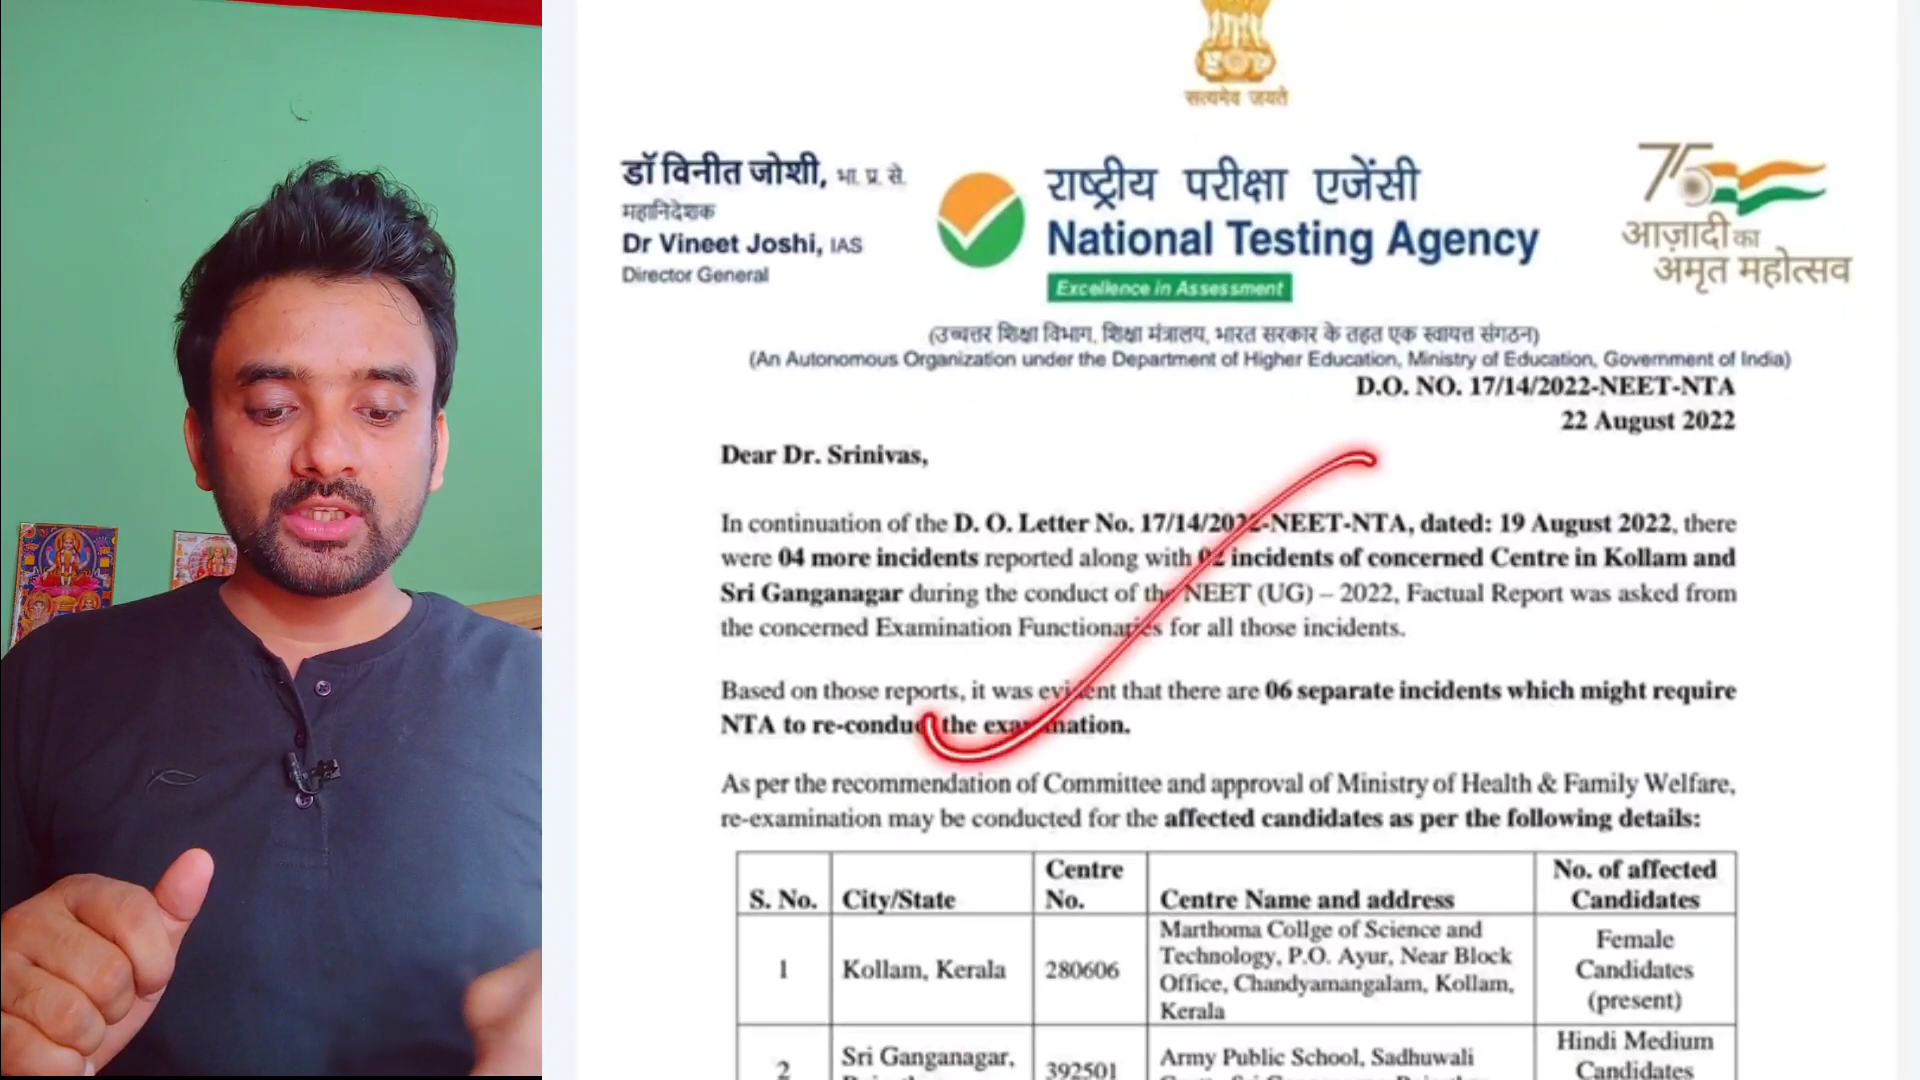 सत्यमेव जयते
डॉ विनीत जोशी, भा. प्र. से.
महानिदेशक
Dr Vineet Joshi, IAS
Director General
राष्ट्रीय परीक्षा एजेंसी
National Testing Agency
Excellence in Assessment
75
आज़ादी का
अमृत महोत्सव
(उच्चतर शिक्षा विभाग, शिक्षा मंत्रालय, भारत सरकार के तहत एक स्वायत्त संगठन)
(An Autonomous Organization under the Department of Higher Education, Ministry of Education, Government of India)
D.O. NO. 17/14/2022-NEET-NTA
22 August 2022
Dear Dr. Srinivas,
In continuation of the D. O. Letter No. 17/14/2022-NEET-NTA, dated: 19 August 2022, there
were 04 more incidents reported along with 02 incidents of concerned Centre in Kollam and
Sri Ganganagar during the conduct of the NEET (UG) – 2022, Factual Report was asked from
the concerned Examination Functionaries for all those incidents.
Based on those reports, it was evident that there are 06 separate incidents which might require
NTA to re-conduct the examination.
As per the recommendation of Committee and approval of Ministry of Health & Family Welfare,
re-examination may be conducted for the affected candidates as per the following details:
S. No. City/State Centre No. Centre Name and address No. of affected Candidates
1 Kollam, Kerala 280606 Marthoma Collge of Science and
Technology, P.O. Ayur, Near Block
Office, Chandyamangalam, Kollam,
Kerala
Female
Candidates
(present)
2 Sri Ganganagar, 392501 Army Public School, Sadhuwali
Hindi Medium
Candidates